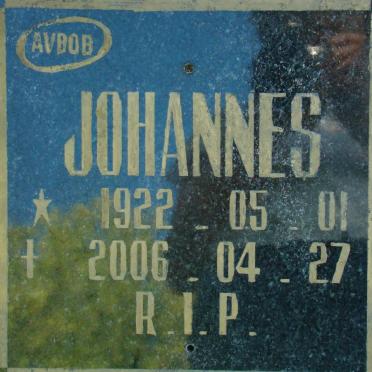 AVBOB
JOHANNES
★ 1922 - 05 - 01
† 2006 - 04 - 27
R.I.P.